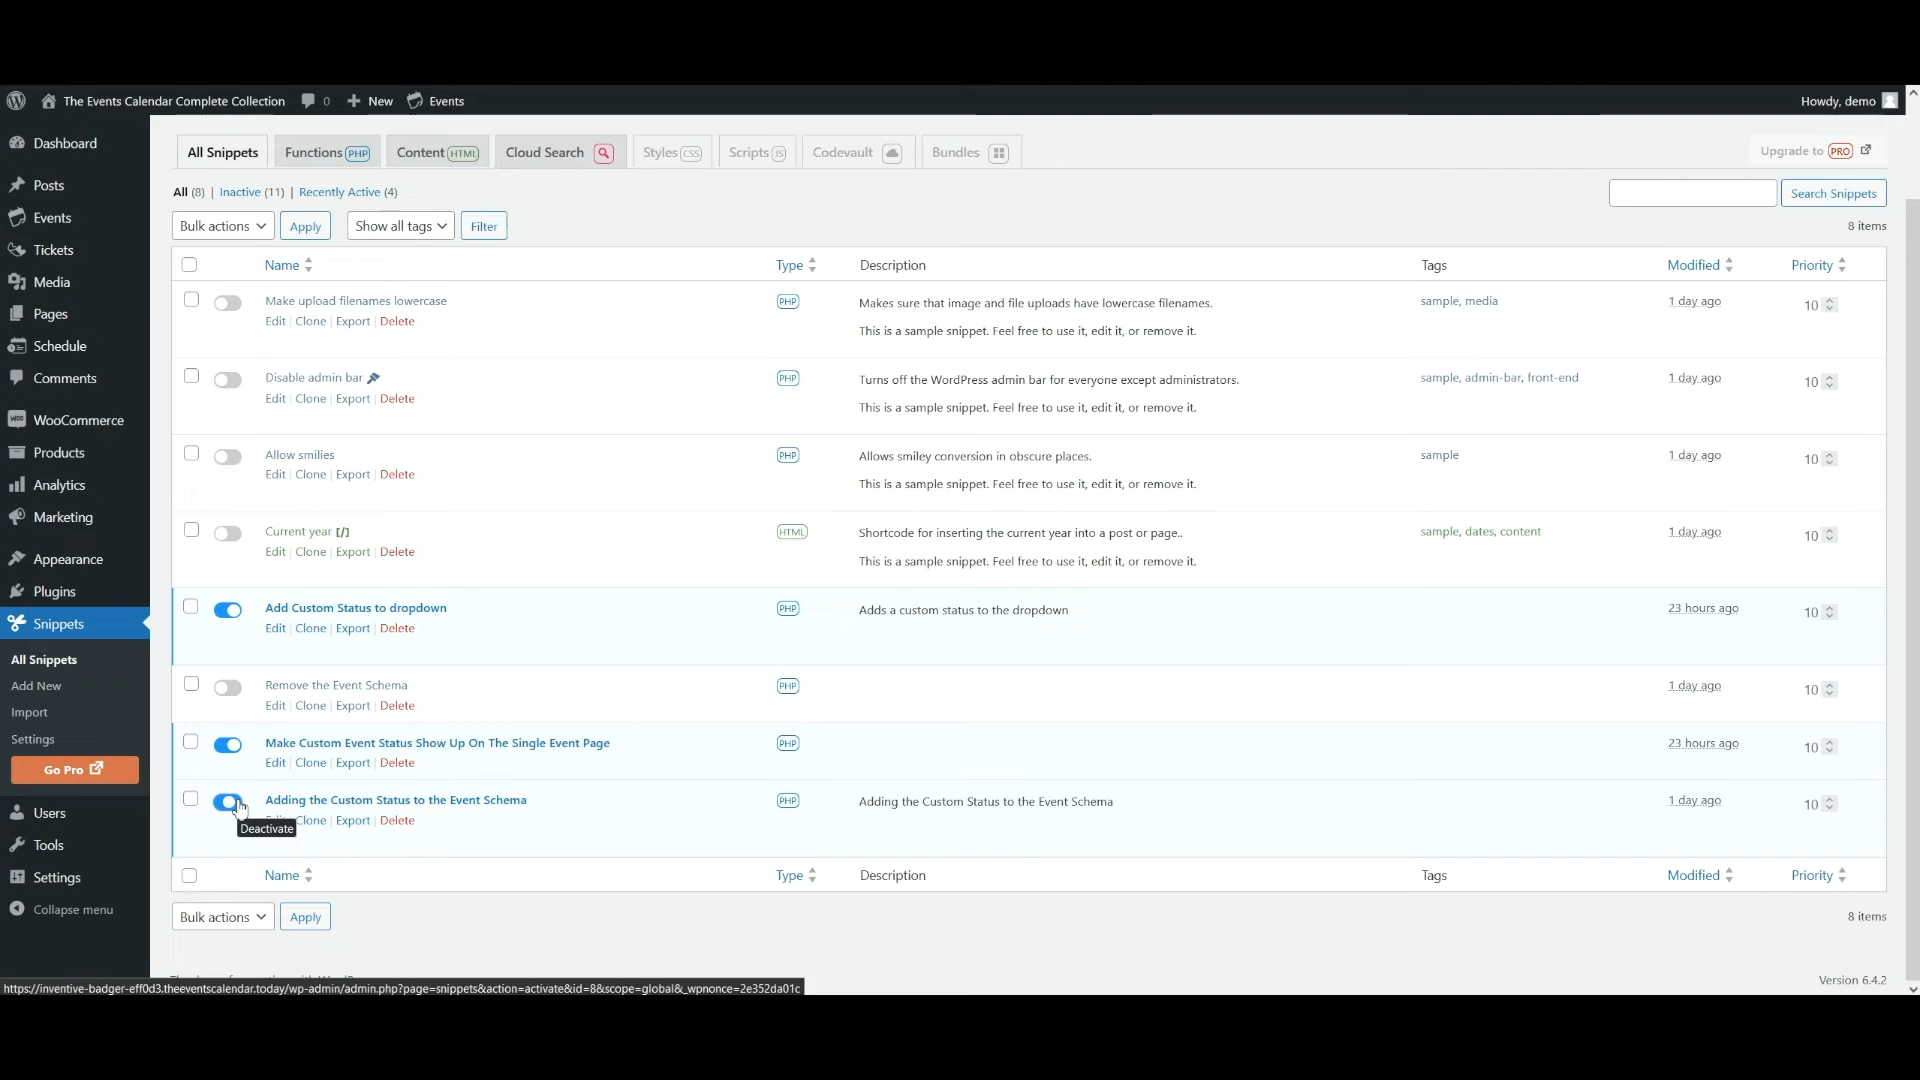 The Events Calendar Complete Collection 0 New Events Howdy, demo
Dashboard
Posts
Events
Tickets
Media
Pages
Schedule
Comments
WooCommerce
Products
Analytics
Marketing
Appearance
Plugins
Snippets
All Snippets
Add New
Import
Settings
Go Pro
Users
Tools
Settings
Collapse menu
All Snippets Functions PHP Content HTML Cloud Search Styles CSS Scripts JS Codevault Bundles Upgrade to PRO
All (8) | Inactive (11) | Recently Active (4) Search Snippets
Bulk actions Apply Show all tags Filter 8 items
Name Type Description Tags Modified Priority
Make upload filenames lowercase PHP Makes sure that image and file uploads have lowercase filenames. sample, media 1 day ago 10
Edit | Clone | Export | Delete
This is a sample snippet. Feel free to use it, edit it, or remove it.
Disable admin bar PHP Turns off the WordPress admin bar for everyone except administrators. sample, admin-bar, front-end 1 day ago 10
Edit | Clone | Export | Delete
This is a sample snippet. Feel free to use it, edit it, or remove it.
Allow smilies PHP Allows smiley conversion in obscure places. sample 1 day ago 10
Edit | Clone | Export | Delete
This is a sample snippet. Feel free to use it, edit it, or remove it.
Current year [/] HTML Shortcode for inserting the current year into a post or page.. sample, dates, content 1 day ago 10
Edit | Clone | Export | Delete
This is a sample snippet. Feel free to use it, edit it, or remove it.
Add Custom Status to dropdown PHP Adds a custom status to the dropdown 23 hours ago 10
Edit | Clone | Export | Delete
Remove the Event Schema PHP 1 day ago 10
Edit | Clone | Export | Delete
Make Custom Event Status Show Up On The Single Event Page PHP 23 hours ago 10
Edit | Clone | Export | Delete
Adding the Custom Status to the Event Schema PHP Adding the Custom Status to the Event Schema 1 day ago 10
Clone | Export | Delete
Deactivate
Name Type Description Tags Modified Priority
Bulk actions Apply 8 items
Version 6.4.2
https://inventive-badger-eff0d3.theeventscalendar.today/wp-admin/admin.php?page=snippets&action=activate&id=8&scope=global&_wpnonce=2e352da01c